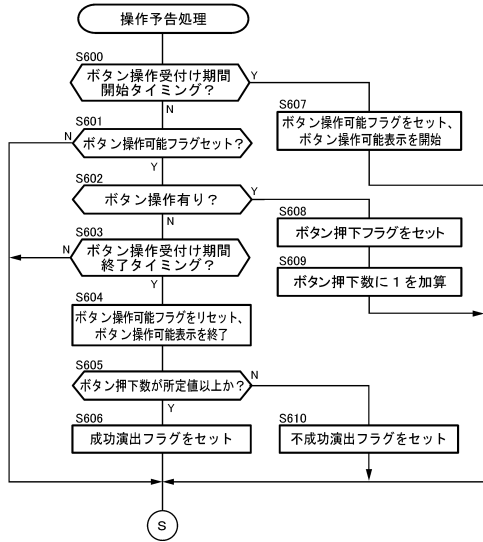 操作予告処理
S600
ボタン操作受付け期間
開始タイミング？
Y
N
S607
ボタン操作可能フラグをセット、
ボタン操作可能表示を開始
S601
N
ボタン操作可能フラグセット？
Y
S602
ボタン操作有り？
Y
N
S608
ボタン押下フラグをセット
S603
N
ボタン操作受付け期間
終了タイミング？
Y
S609
ボタン押下数に１を加算
S604
ボタン操作可能フラグをリセット、
ボタン操作可能表示を終了
S605
ボタン押下数が所定値以上か？
N
Y
S606
成功演出フラグをセット
S610
不成功演出フラグをセット
S